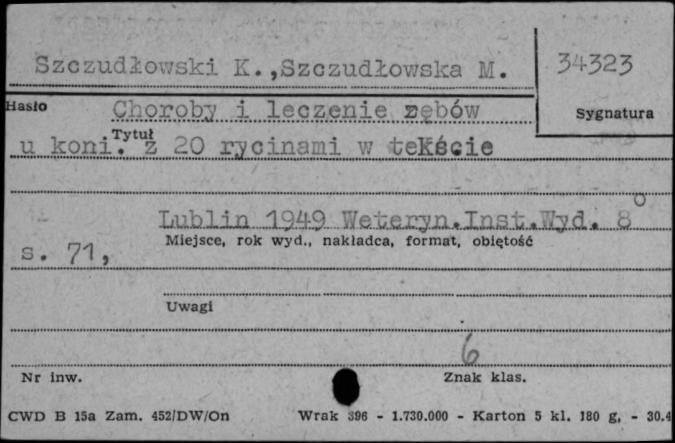 Szczudłowski K.,Szczudłowska M.
34323
Hasło
Choroby i leczenie zębów
Sygnatura
Tytuł
u koni. z 20 rycinami w tekście
Lublin 1949 Weteryn.Inst.Wyd. 8o
Miejsce, rok wyd., nakładca, format, objętość
s. 71,
Uwagi
6
Nr inw.
Znak klas.
CWD B 15a Zam. 452/DW/On Wrak 396 - 1.730.000 - Karton 5 kl. 180 g, - 30.4